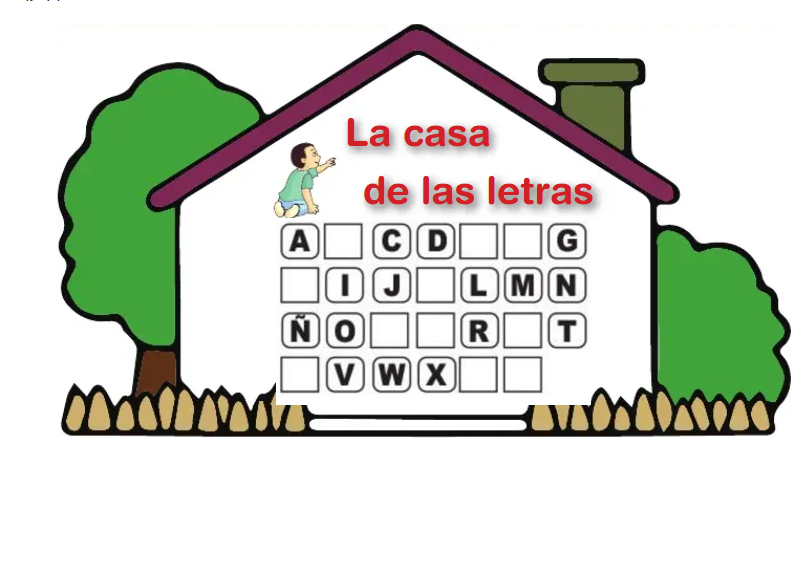 La casa
de las letras
A C D G
I J L M N
Ñ O R T
V W X